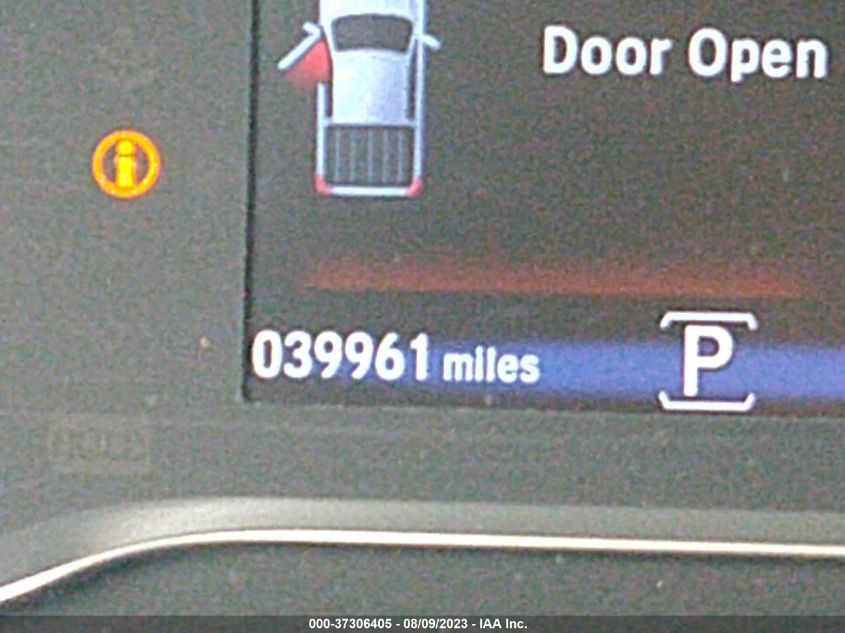 Door Open
039961 miles
P
000-37306405 - 08/09/2023 - IAA Inc.